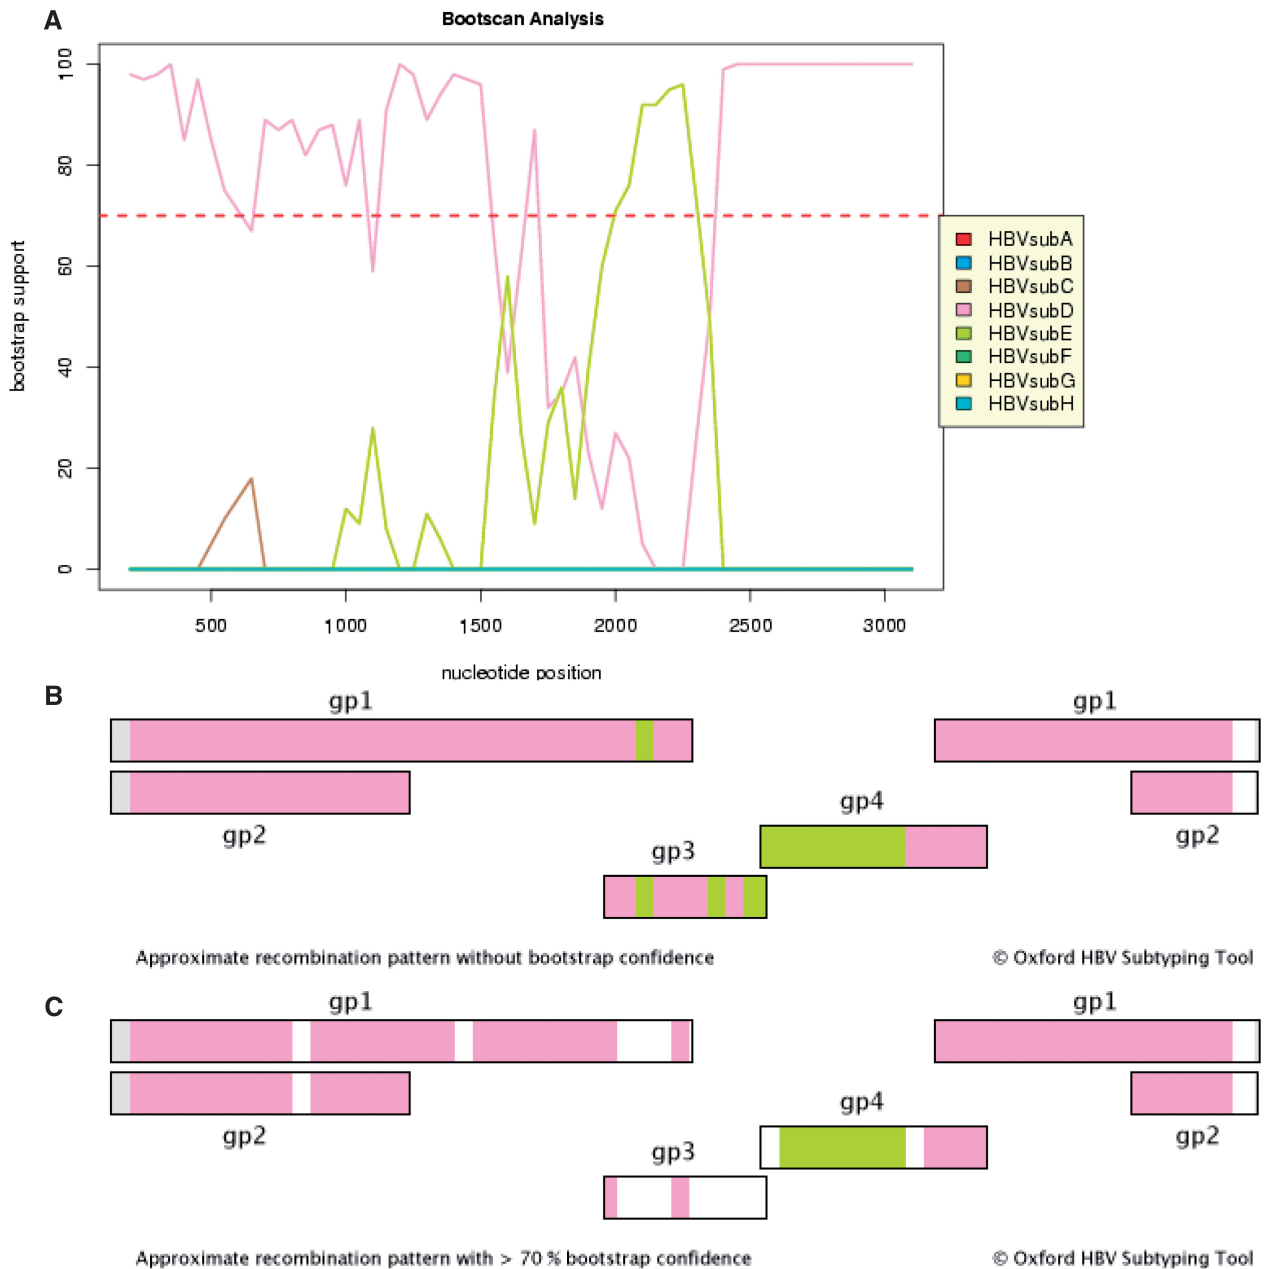 A
Bootscan Analysis
100
80
60
40
20
0
bootstrap support
500 1000 1500 2000 2500 3000
nucleotide position
HBVsubA
HBVsubB
HBVsubC
HBVsubD
HBVsubE
HBVsubF
HBVsubG
HBVsubH
B
gp1 gp1
gp4
gp2 gp2
gp3
Approximate recombination pattern without bootstrap confidence © Oxford HBV Subtyping Tool
C
gp1 gp1
gp4
gp2 gp2
gp3
Approximate recombination pattern with > 70 % bootstrap confidence © Oxford HBV Subtyping Tool